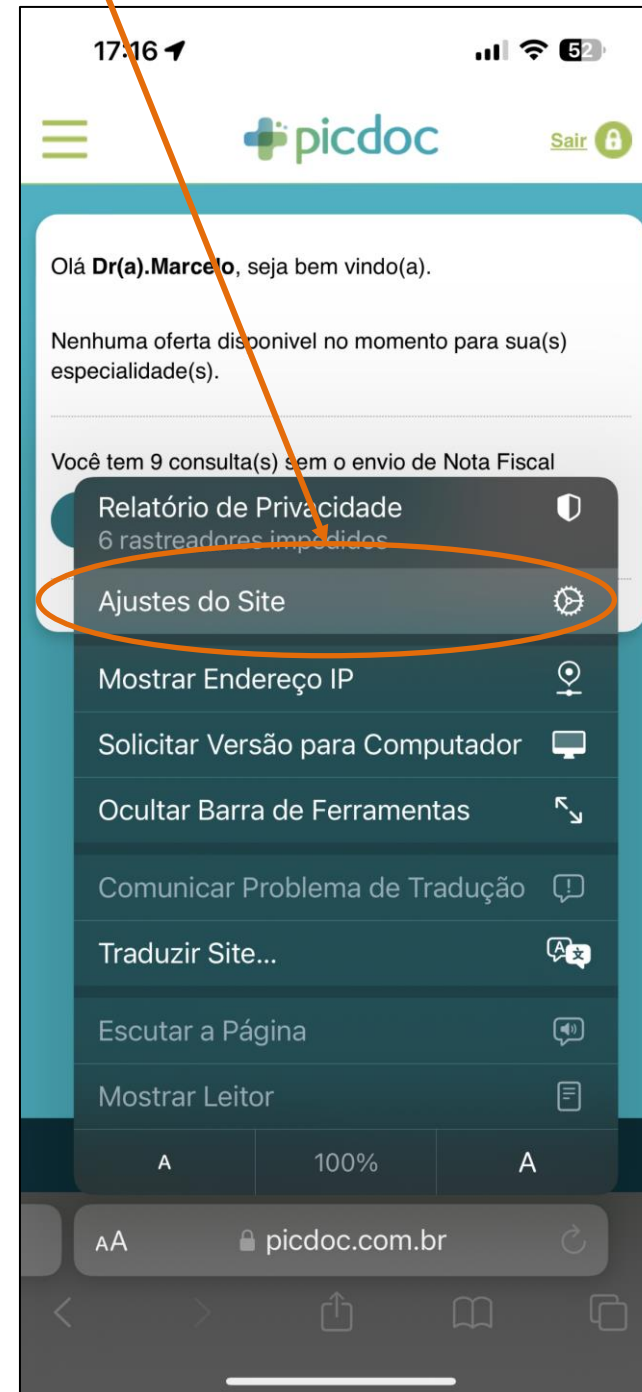 17:16
52
picdoc
Sair
Olá Dr(a).Marcelo, seja bem vindo(a).
Nenhuma oferta disponivel no momento para sua(s)
especialidade(s).
Você tem 9 consulta(s) sem o envio de Nota Fiscal
Relatório de Privacidade
6 rastreadores impedidos
Ajustes do Site
Mostrar Endereço IP
Solicitar Versão para Computador
Ocultar Barra de Ferramentas
Comunicar Problema de Tradução
Traduzir Site...
Escutar a Página
Mostrar Leitor
A 100% A
AA picdoc.com.br